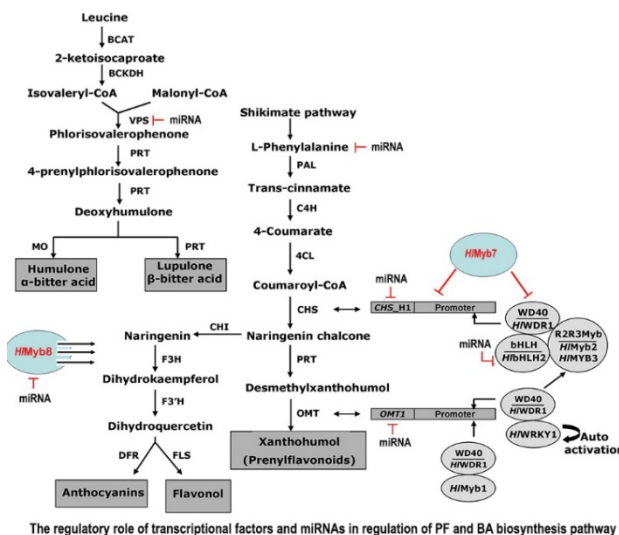 Leucine
BCAT
2-ketoisocaproate
BCKDH
Isovaleryl-CoA
Malonyl-CoA
VPS
miRNA
Phlorisovalerophenone
PRT
4-prenylphlorisovalerophenone
PRT
Deoxyhumulone
MO
PRT
Humulone
α-bitter acid
Lupulone
β-bitter acid
Shikimate pathway
L-Phenylalanine
miRNA
PAL
Trans-cinnamate
C4H
4-Coumarate
4CL
Coumaroyl-CoA
CHS
miRNA
CHS_H1
Promoter
HlMyb7
WD40
HlWDR1
bHLH
HlbHLH2
R2R3Myb
HlMyb2
HlMYB3
miRNA
Naringenin
CHI
Naringenin chalcone
HlMyb8
miRNA
F3H
Dihydrokaempferol
F3'H
Dihydroquercetin
DFR
FLS
Anthocyanins
Flavonol
PRT
Desmethylxanthohumol
OMT
OMT1
Promoter
miRNA
Xanthohumol
(Prenylflavonoids)
WD40
HlWDR1
HlWRKY1
Auto
activation
WD40
HlWDR1
HlMyb1
The regulatory role of transcriptional factors and miRNAs in regulation of PF and BA biosynthesis pathway